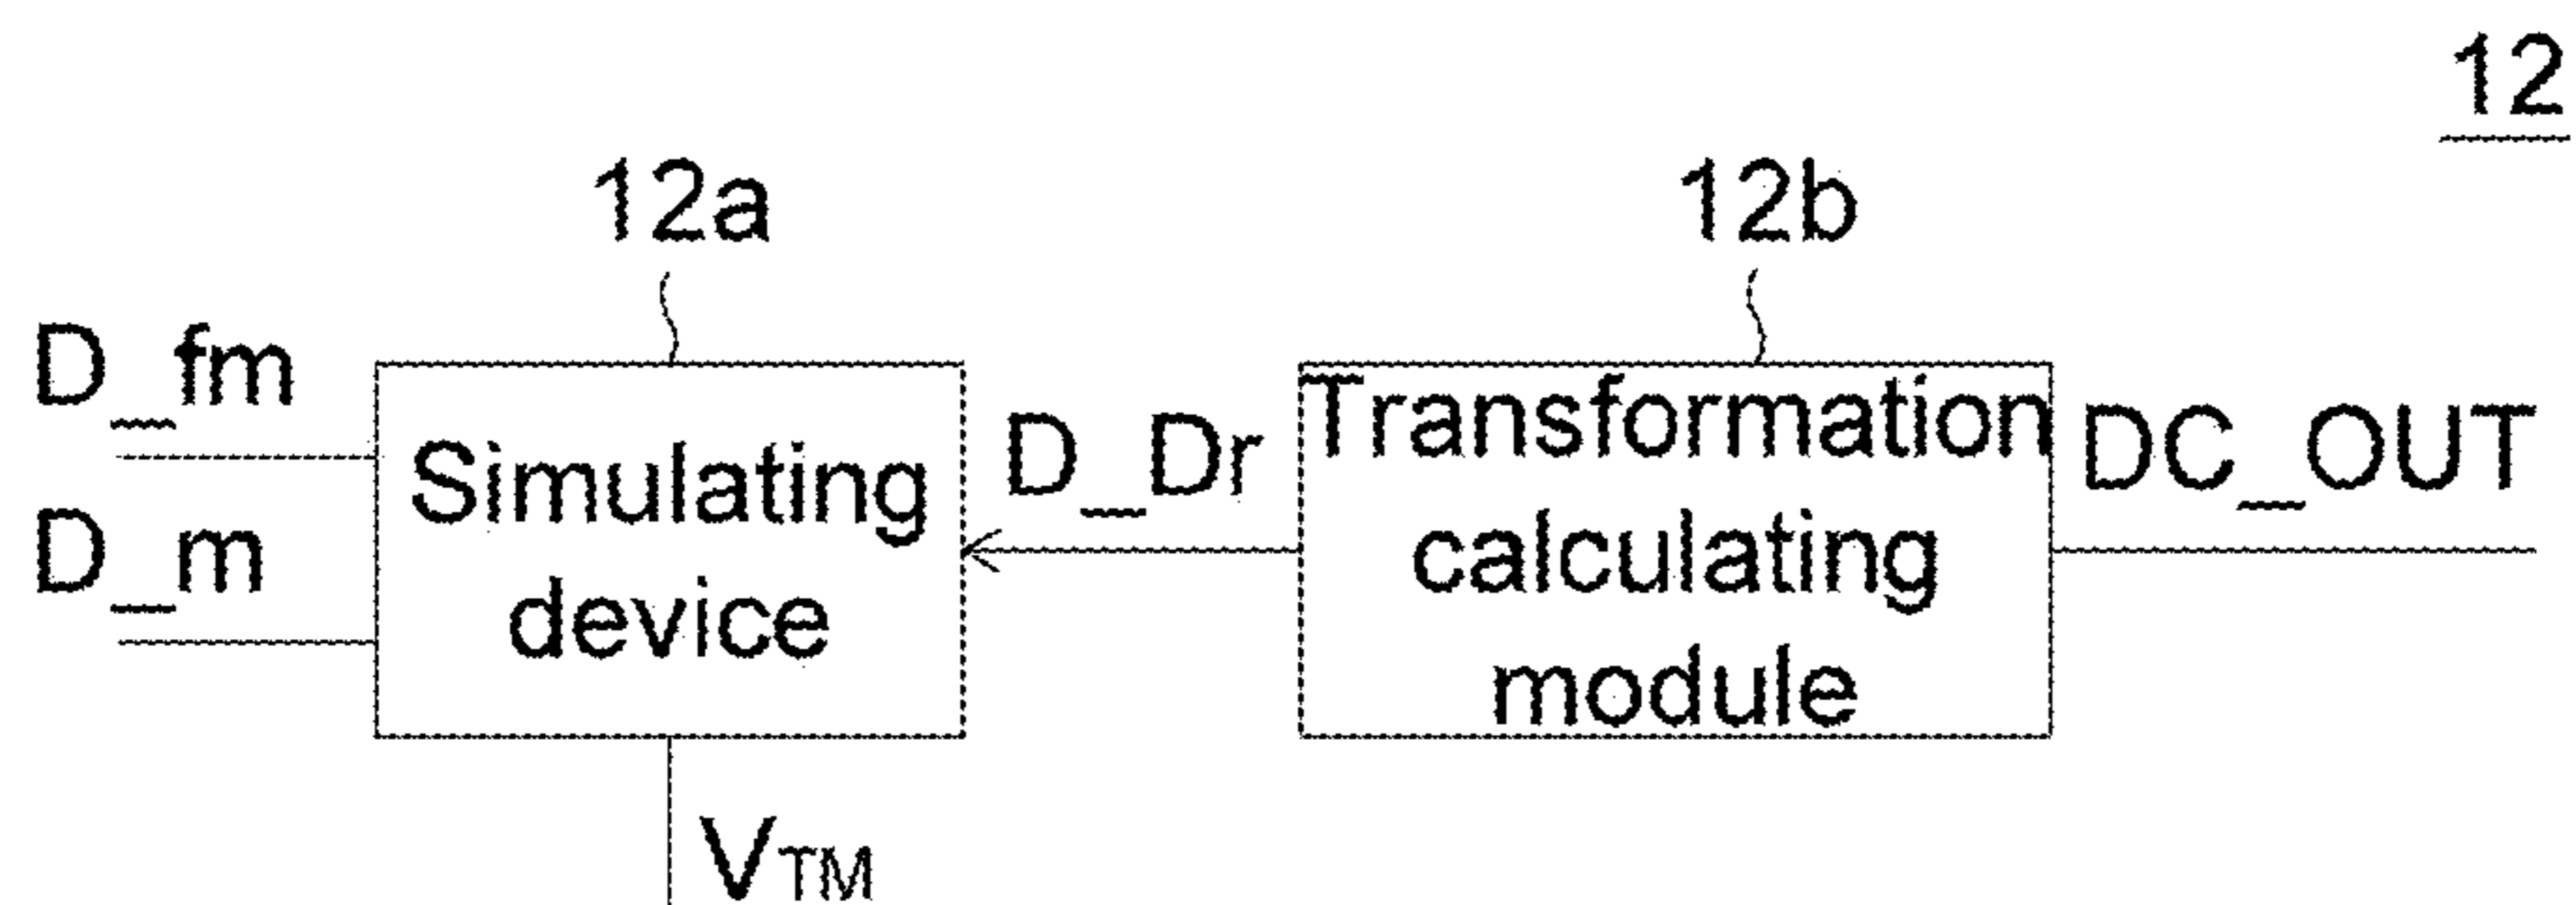 12
12a
12b
D_fm
D_m
Simulating
device
D_Dr
Transformation
calculating
module
DC_OUT
VTM